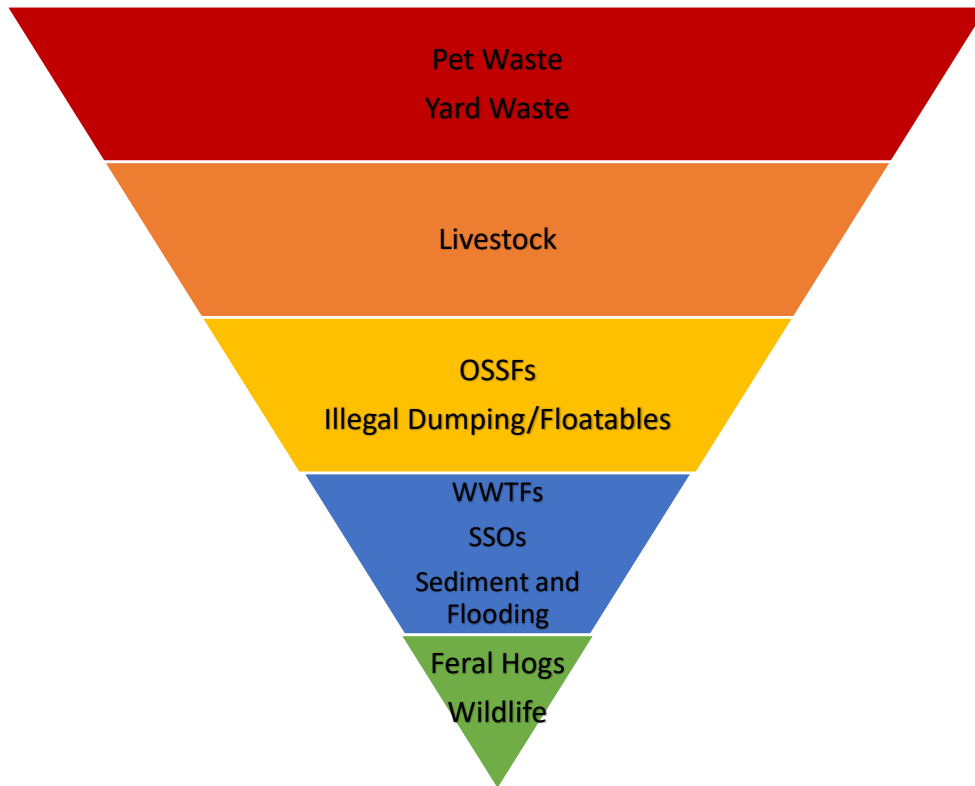 Pet Waste
Yard Waste
Livestock
OSSFs
Illegal Dumping/Floatables
WWTFs
SSOs
Sediment and
Flooding
Feral Hogs
Wildlife